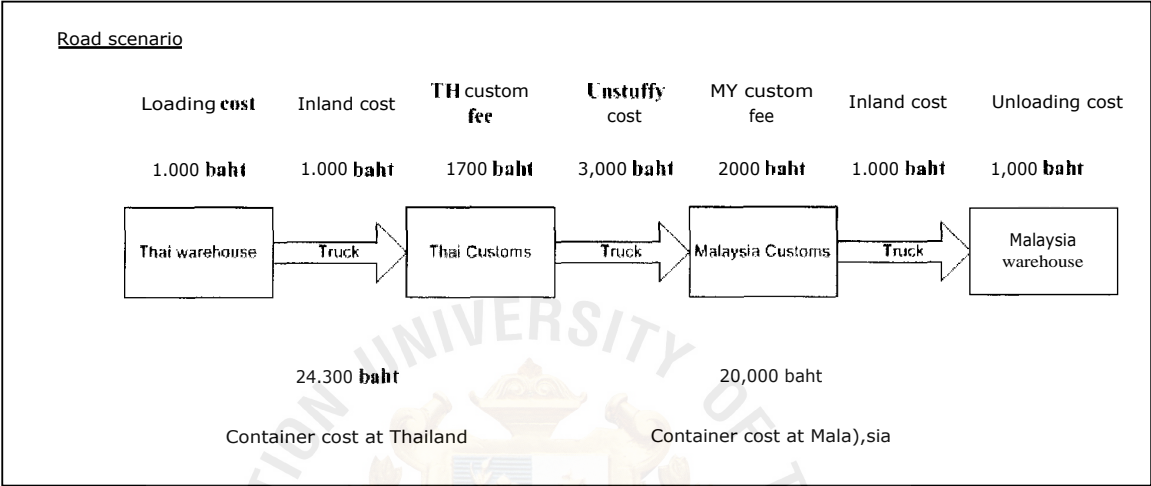 Road scenario
Loading cost Inland cost TH custom fee Unstuffy cost MY custom fee Inland cost Unloading cost
1.000 baht 1.000 baht 1700 baht 3,000 baht 2000 baht 1.000 baht 1,000 baht
Thai warehouse Truck Thai Customs Truck Malaysia Customs Truck Malaysia warehouse
24.300 baht 20,000 baht
Container cost at Thailand Container cost at Mala),sia
TION UNIVERSITY OF T